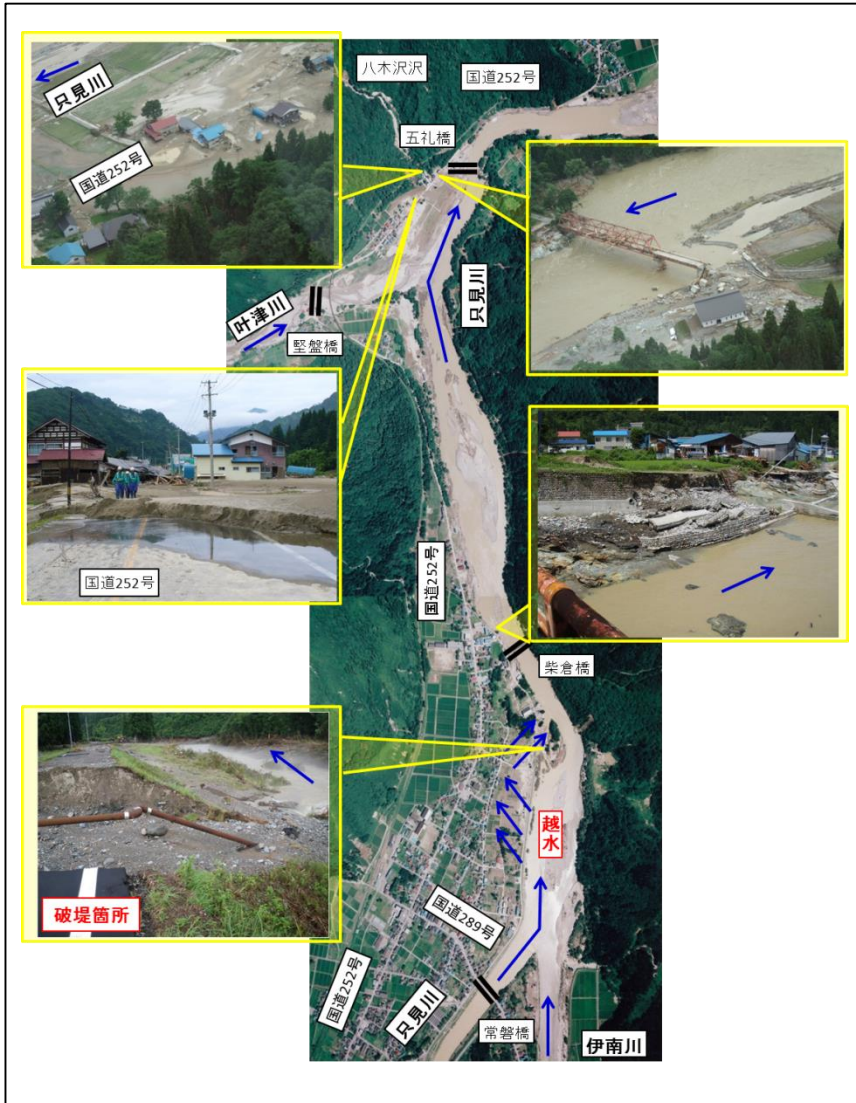 八木沢沢
国道252号
只見川
国道252号
五礼橋
叶津川
堅盤橋
只見川
国道252号
国道252号
柴倉橋
越水
破堤箇所
国道289号
国道252号
只見川
常磐橋
伊南川